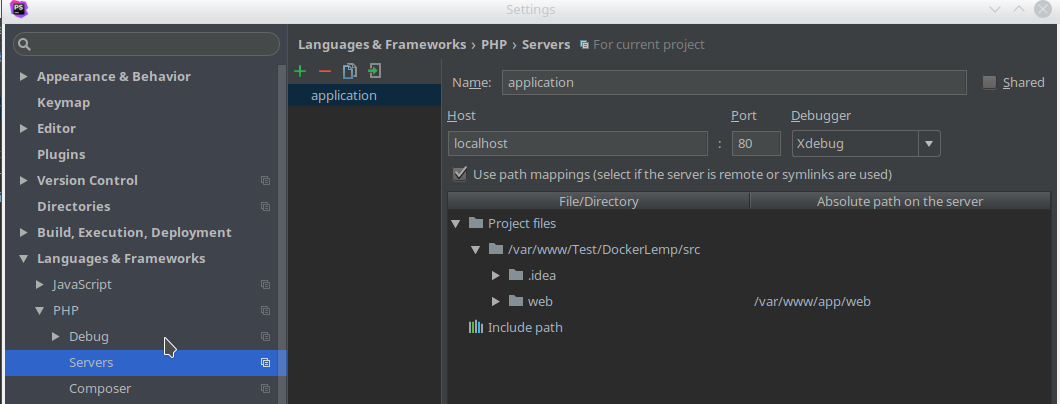 PS
Settings
Languages & Frameworks › PHP › Servers For current project
Appearance & Behavior
Keymap
Editor
Plugins
Version Control
Directories
Build, Execution, Deployment
Languages & Frameworks
JavaScript
PHP
Debug
Servers
Composer
application
Name: application Shared
Host Port Debugger
localhost : 80 Xdebug
Use path mappings (select if the server is remote or symlinks are used)
File/Directory Absolute path on the server
Project files
/var/www/Test/DockerLemp/src
.idea
web /var/www/app/web
Include path